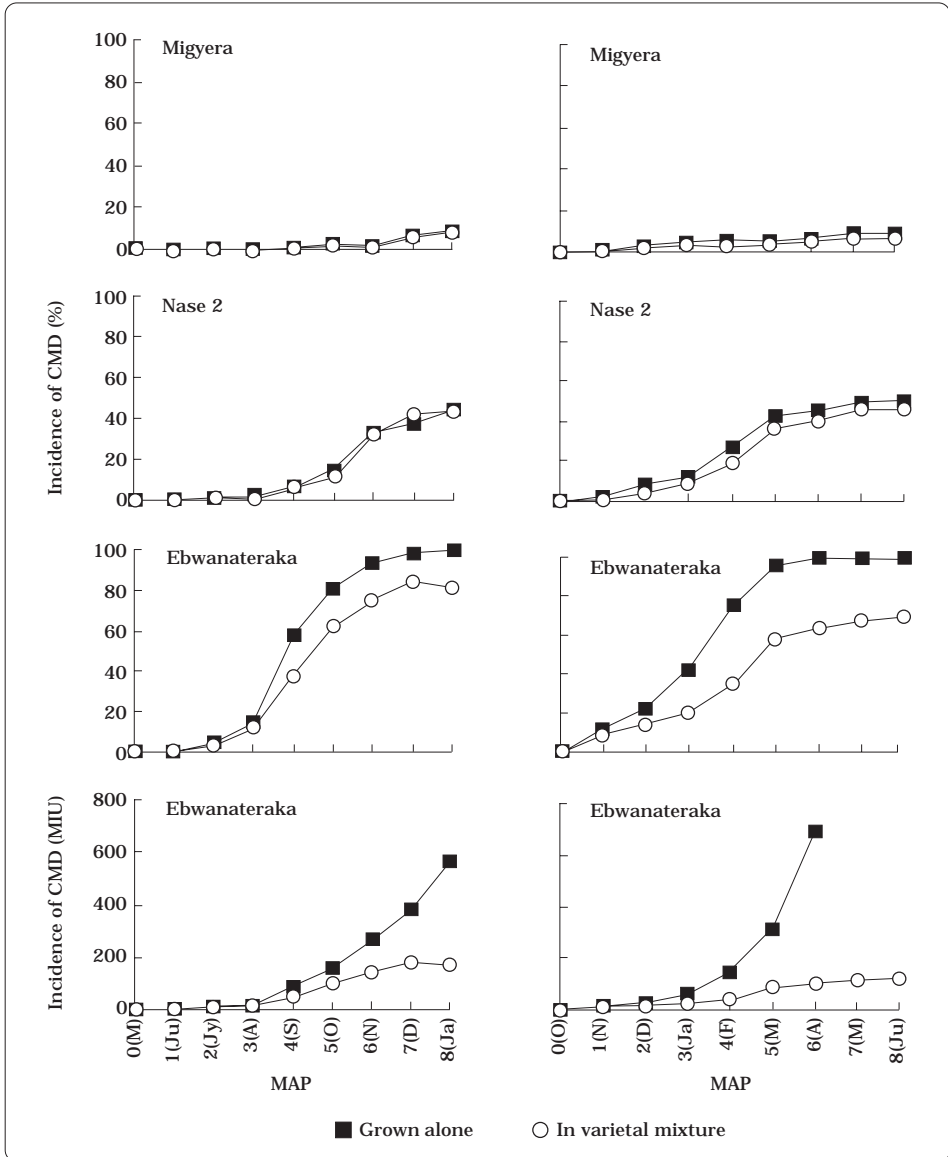 Migyera
100
80
60
40
20
0
Migyera
Incidence of CMD (%)
Nase 2
100
80
60
40
20
0
Nase 2
Ebwanateraka
100
80
60
40
20
0
Ebwanateraka
Incidence of CMD (MIU)
Ebwanateraka
800
600
400
200
0
0(M)
1(Ju)
2(Jy)
3(A)
4(S)
5(O)
6(N)
7(D)
8(Ja)
MAP
Ebwanateraka
0(O)
1(N)
2(D)
3(Ja)
4(F)
5(M)
6(A)
7(M)
8(Ju)
MAP
Grown alone
In varietal mixture